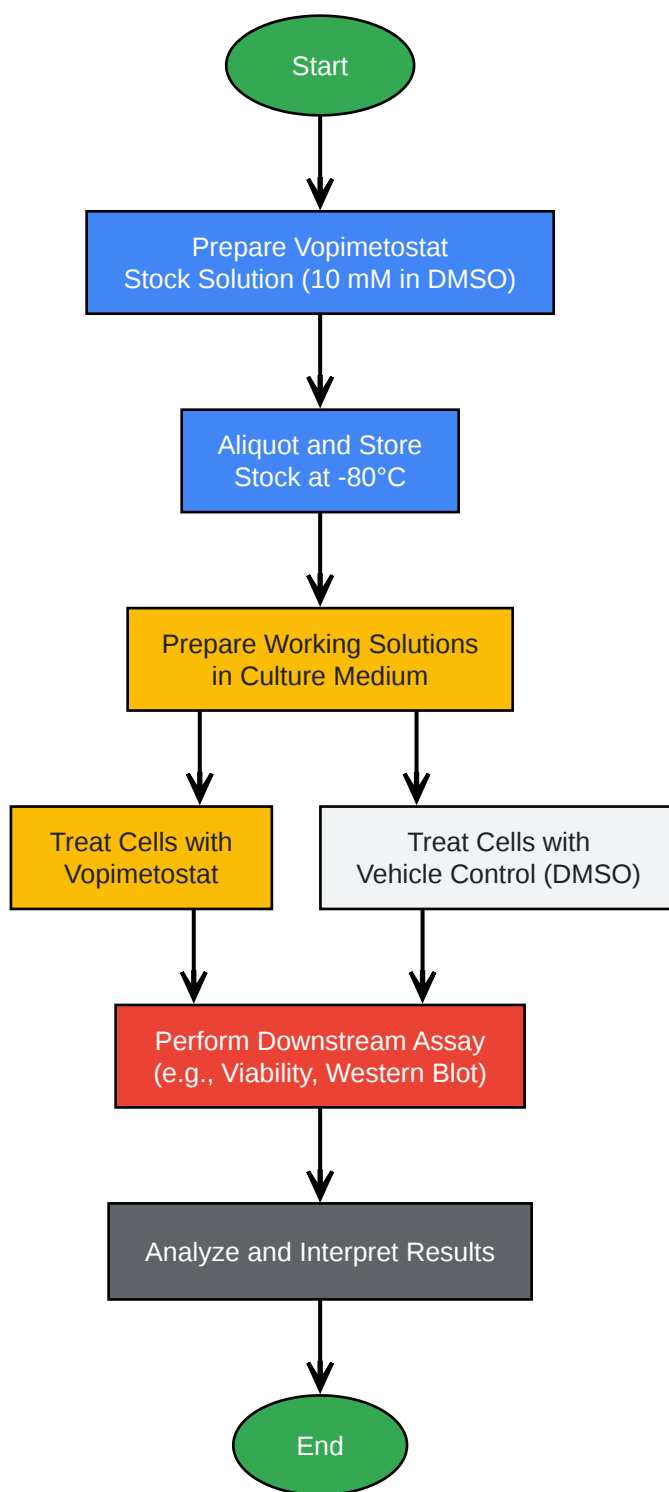 Start
Prepare Vopimetostat
Stock Solution (10 mM in DMSO)
Aliquot and Store
Stock at -80°C
Prepare Working Solutions
in Culture Medium
Treat Cells with
Vopimetostat
Treat Cells with
Vehicle Control (DMSO)
Perform Downstream Assay
(e.g., Viability, Western Blot)
Analyze and Interpret Results
End